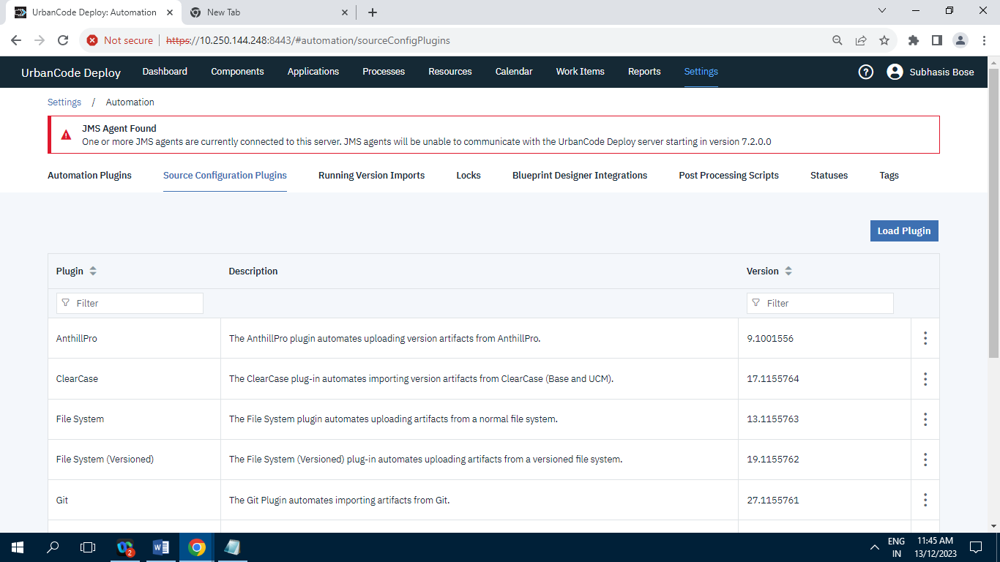 UrbanCode Deploy: Automation
New Tab
Not secure https://10.250.144.248:8443/#automation/sourceConfigPlugins
UrbanCode Deploy Dashboard Components Applications Processes Resources Calendar Work Items Reports Settings Subhasis Bose
Settings / Automation
JMS Agent Found
One or more JMS agents are currently connected to this server. JMS agents will be unable to communicate with the UrbanCode Deploy server starting in version 7.2.0.0
Automation Plugins Source Configuration Plugins Running Version Imports Locks Blueprint Designer Integrations Post Processing Scripts Statuses Tags
Load Plugin
Plugin Description Version
Filter Filter
AnthillPro The AnthillPro plugin automates uploading version artifacts from AnthillPro. 9.1001556
ClearCase The ClearCase plug-in automates importing version artifacts from ClearCase (Base and UCM). 17.1155764
File System The File System plugin automates uploading artifacts from a normal file system. 13.1155763
File System (Versioned) The File System (Versioned) plug-in automates uploading artifacts from a versioned file system. 19.1155762
Git The Git Plugin automates importing artifacts from Git. 27.1155761
2
ENG 11:45 AM
IN 13/12/2023